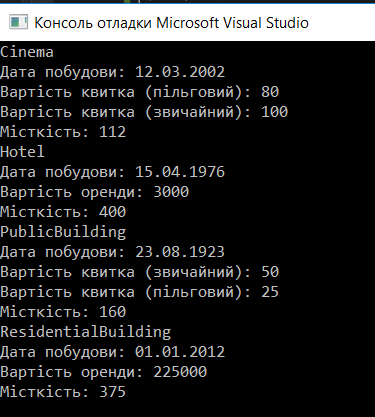 Консоль отладки Microsoft Visual Studio
Cinema
Дата побудови: 12.03.2002
Вартість квитка (пільговий): 80
Вартість квитка (звичайний): 100
Місткість: 112
Hotel
Дата побудови: 15.04.1976
Вартість оренди: 3000
Місткість: 400
PublicBuilding
Дата побудови: 23.08.1923
Вартість квитка (звичайний): 50
Вартість квитка (пільговий): 25
Місткість: 160
ResidentialBuilding
Дата побудови: 01.01.2012
Вартість оренди: 225000
Місткість: 375